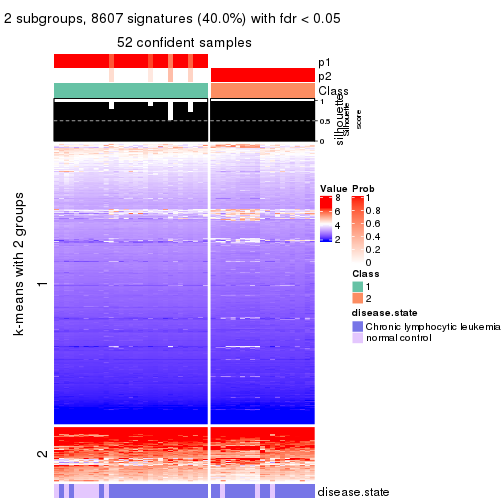 2 subgroups, 8607 signatures (40.0%) with fdr < 0.05
52 confident samples
p1
p2
Class
1
0.5
0
silhouette
Silhouette
score
k-means with 2 groups
1
2
disease.state
Value
8
6
4
2
Prob
1
0.8
0.6
0.4
0.2
0
Class
1
2
disease.state
Chronic lymphocytic leukemia
normal control